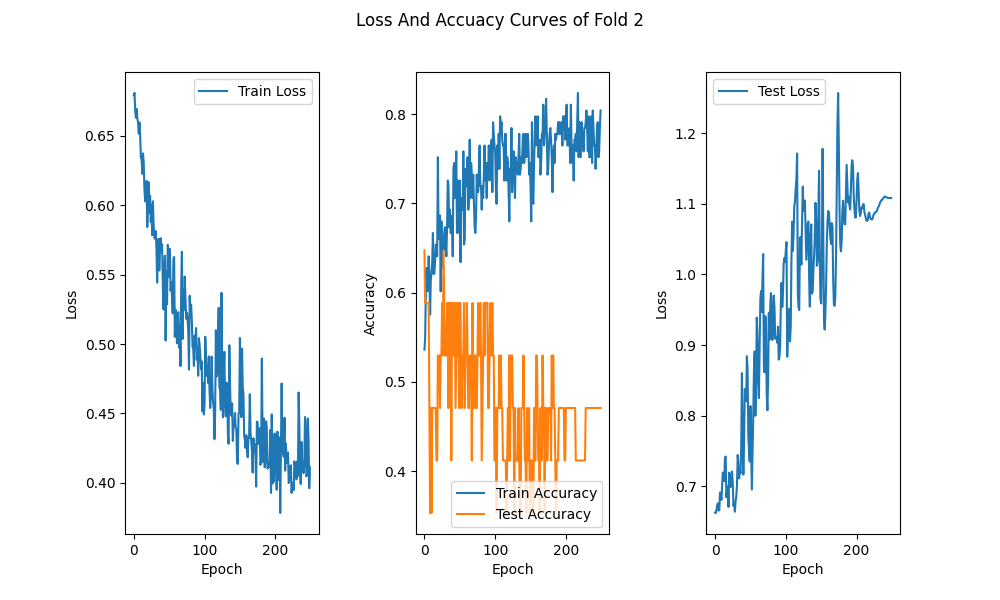 Loss And Accuacy Curves of Fold 2
Train Loss
0.65
0.60
0.55
0.50
0.45
0.40
Loss
0
100
200
Epoch
0.8
0.7
0.6
0.5
0.4
Accuracy
Train Accuracy
Test Accuracy
0
100
200
Epoch
Test Loss
1.2
1.1
1.0
0.9
0.8
0.7
Loss
0
100
200
Epoch